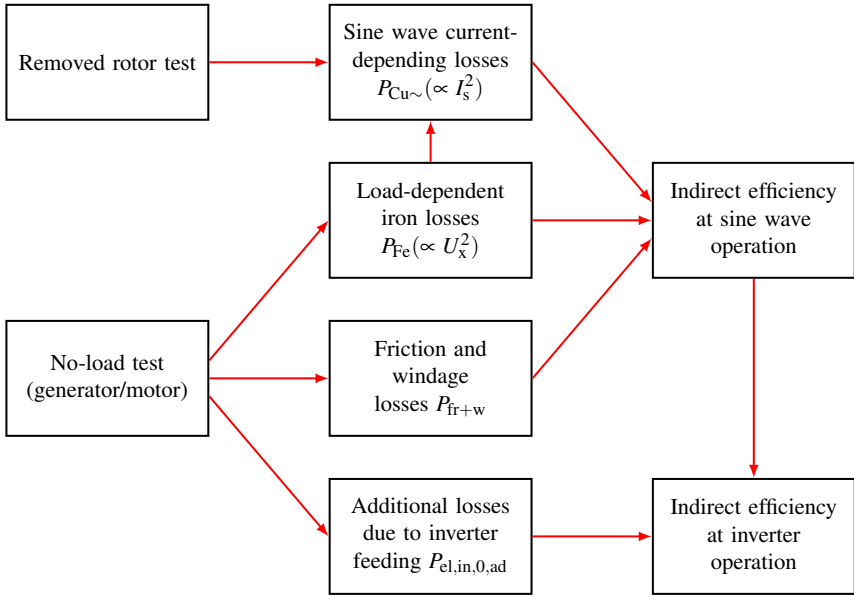 Removed rotor test
Sine wave current-
depending losses
P_Cu∼(∝ I_s^2)
Load-dependent
iron losses
P_Fe(∝ U_x^2)
Indirect efficiency
at sine wave
operation
No-load test
(generator/motor)
Friction and
windage
losses P_fr+w
Additional losses
due to inverter
feeding P_el,in,0,ad
Indirect efficiency
at inverter
operation